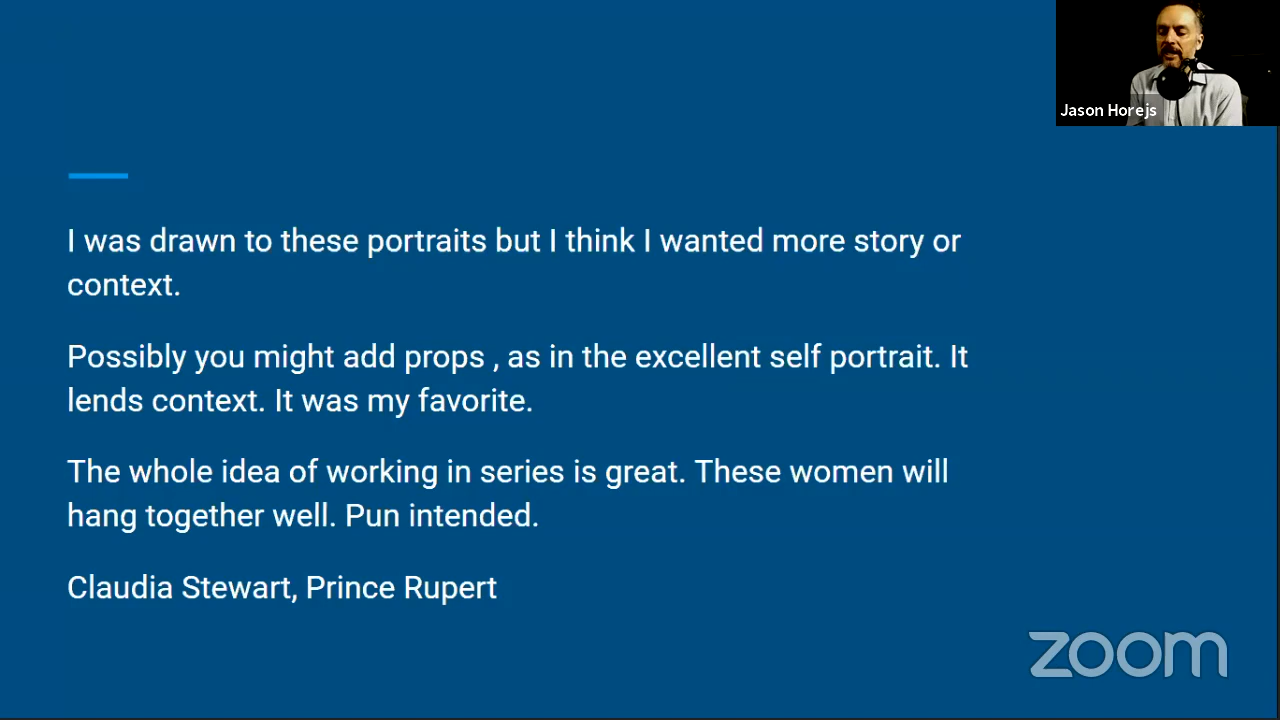 Jason Horejs
I was drawn to these portraits but I think I wanted more story or
context.
Possibly you might add props , as in the excellent self portrait. It
lends context. It was my favorite.
The whole idea of working in series is great. These women will
hang together well. Pun intended.
Claudia Stewart, Prince Rupert
zoom